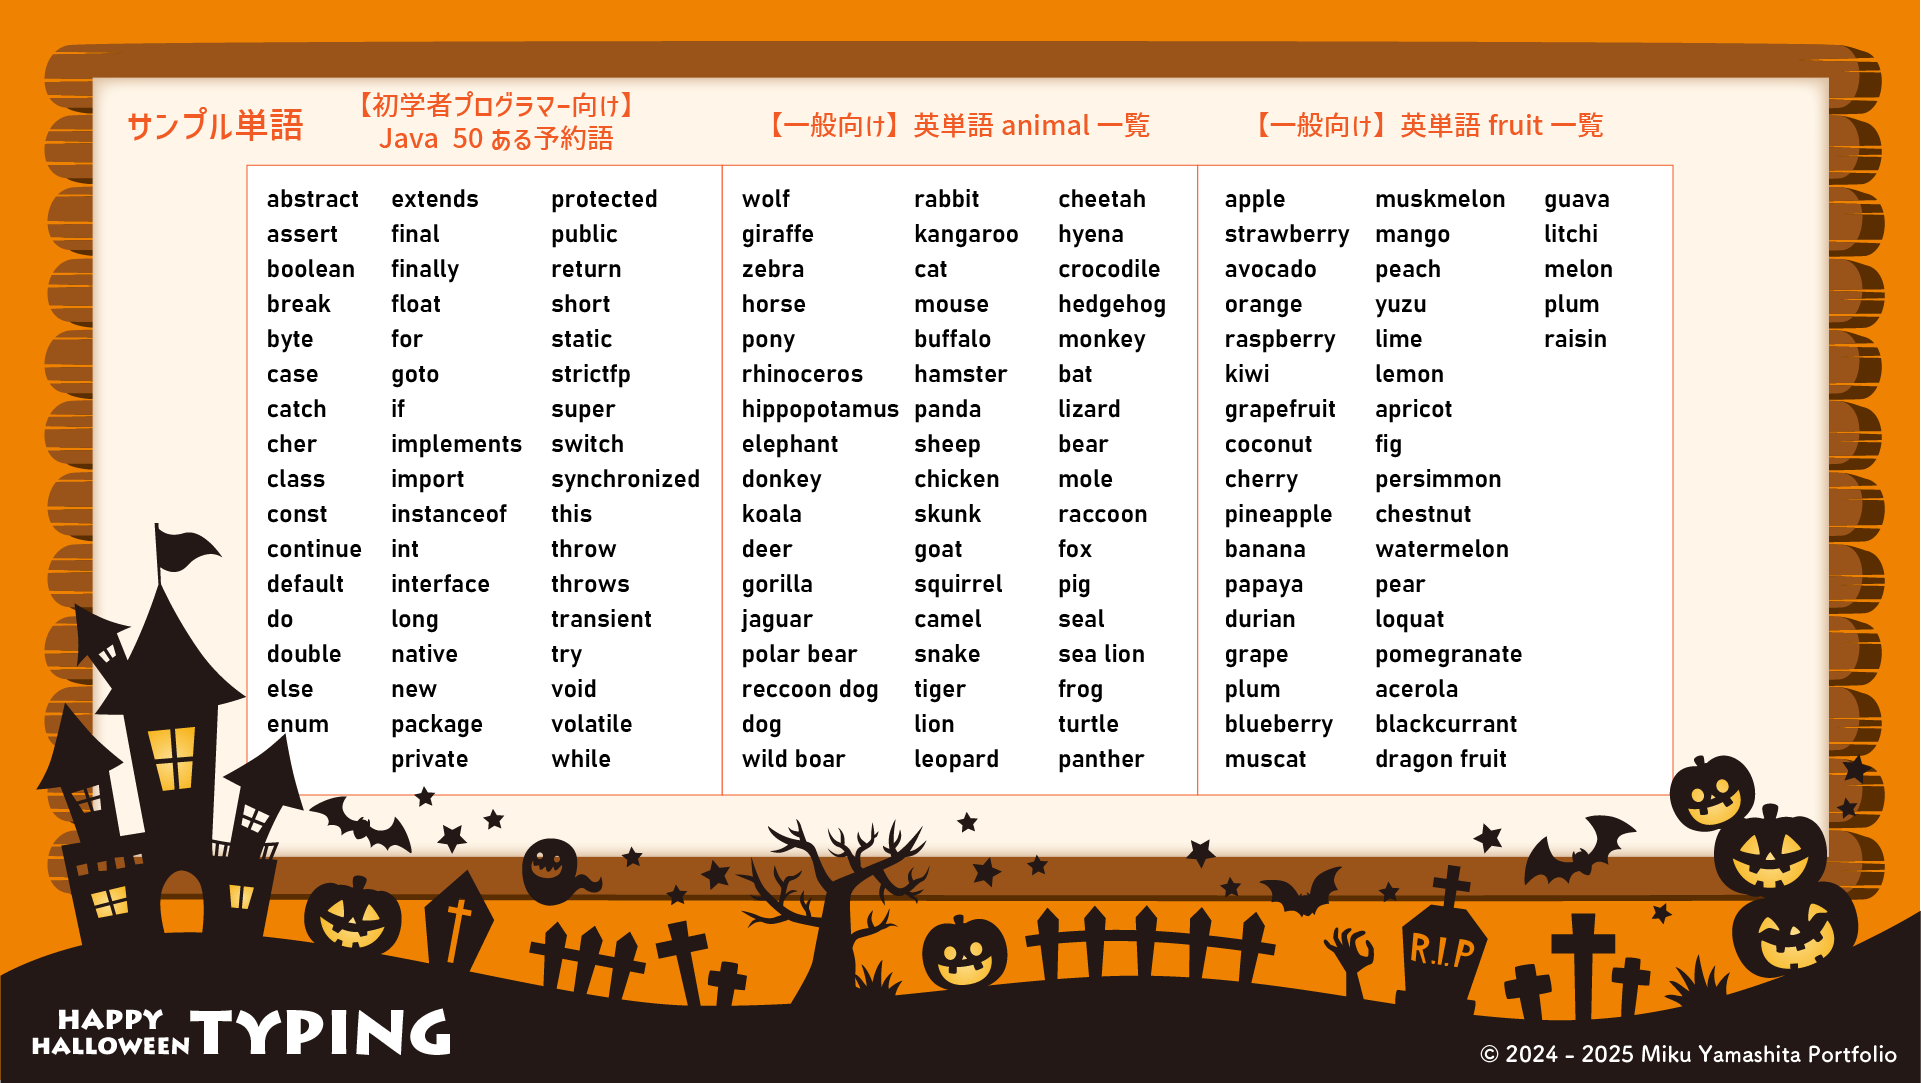 サンプル単語
【初学者プログラマー向け】
Java 50 ある予約語
【一般向け】英単語 animal 一覧
【一般向け】英単語 fruit 一覧
abstract
assert
boolean
break
byte
case
catch
cher
class
const
continue
default
do
double
else
enum
extends
final
finally
float
for
goto
if
implements
import
instanceof
int
interface
long
native
new
package
private
protected
public
return
short
static
strictfp
super
switch
synchronized
this
throw
throws
transient
try
void
volatile
while
wolf
giraffe
zebra
horse
pony
rhinoceros
hippopotamus
elephant
donkey
koala
deer
gorilla
jaguar
polar bear
reccoon dog
dog
wild boar
rabbit
kangaroo
cat
mouse
buffalo
hamster
panda
sheep
chicken
skunk
goat
squirrel
camel
snake
tiger
lion
leopard
cheetah
hyena
crocodile
hedgehog
monkey
bat
lizard
bear
mole
raccoon
fox
pig
seal
sea lion
frog
turtle
panther
apple
strawberry
avocado
orange
raspberry
kiwi
grapefruit
coconut
cherry
pineapple
banana
papaya
durian
grape
plum
blueberry
muscat
muskmelon
mango
peach
yuzu
lime
lemon
apricot
fig
persimmon
chestnut
watermelon
pear
loquat
pomegranate
acerola
blackcurrant
dragon fruit
guava
litchi
melon
plum
raisin
R.I.P
HAPPY
HALLOWEEN TYPING
© 2024 - 2025 Miku Yamashita Portfolio